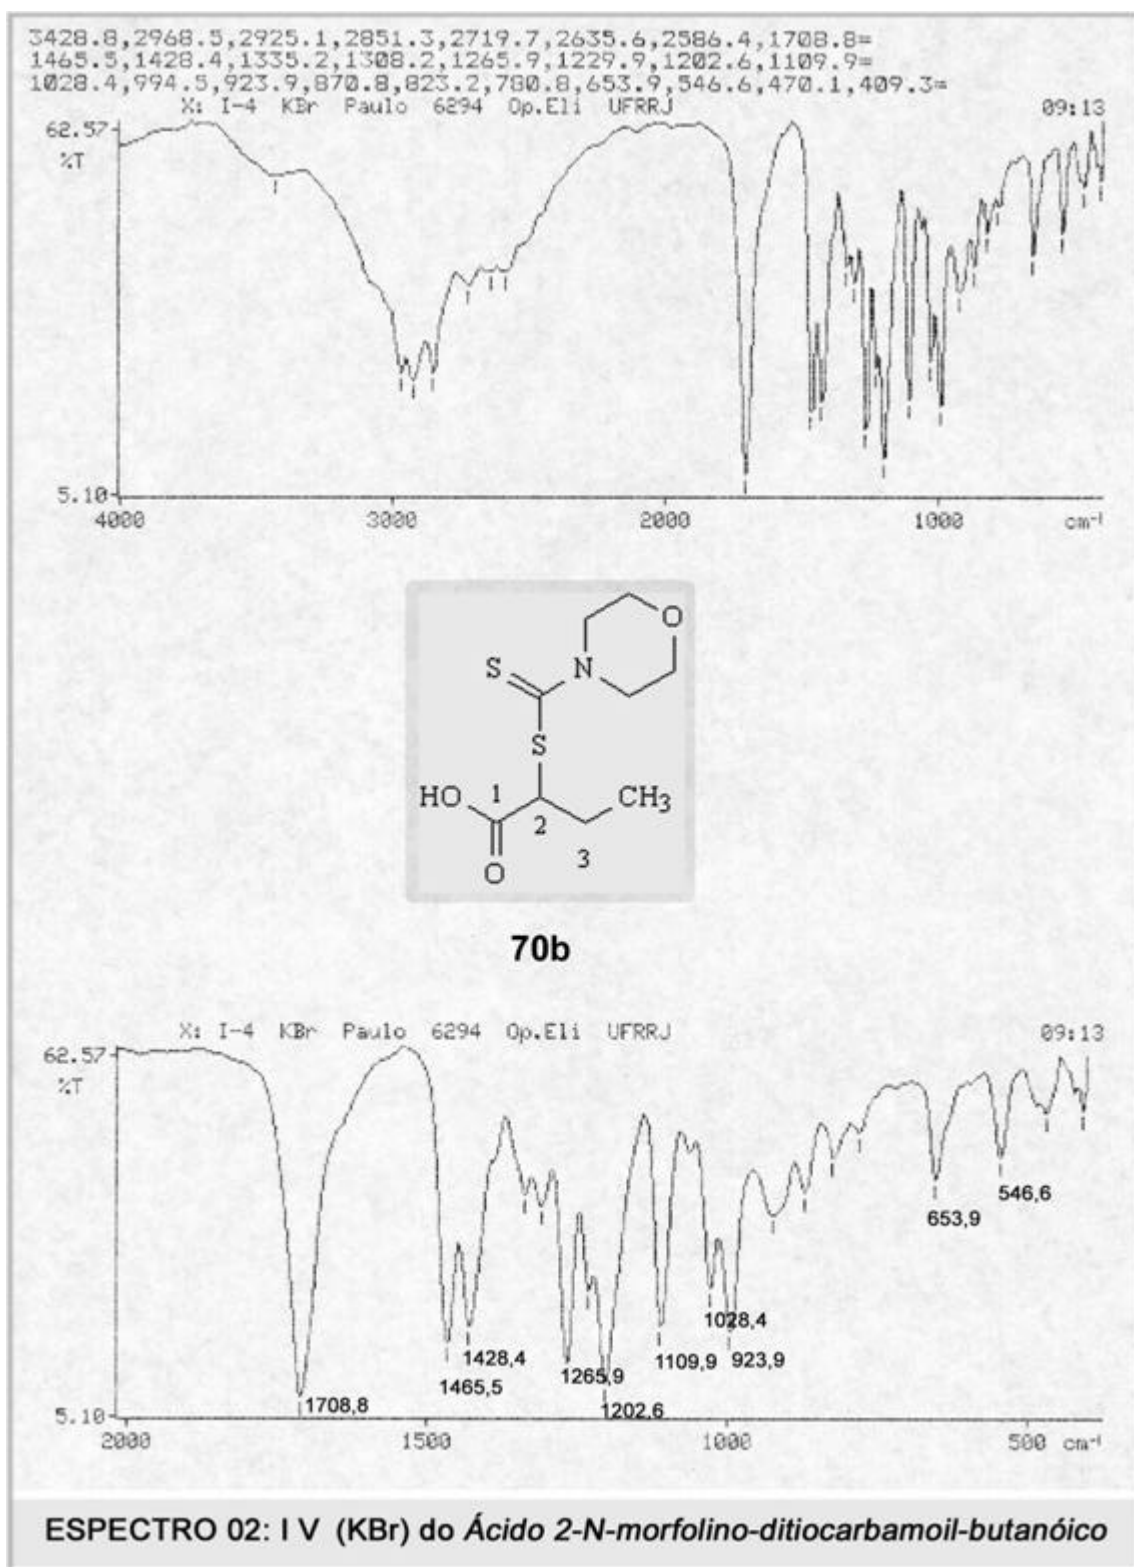 3428.8,2968.5,2925.1,2851.3,2719.7,2635.6,2586.4,1708.8=
1465.5,1428.4,1335.2,1308.2,1265.9,1229.9,1202.6,1109.9=
1028.4,994.5,923.9,870.8,823.2,780.8,653.9,546.6,470.1,409.3=
X: I-4 KBr Paulo 6294 Op.Eli UFRRJ 09:13
62.57
%T
5.10
4000 3000 2000 1000 cm-1
O
S N
S
HO 1 CH3
2
3
O
70b
X: I-4 KBr Paulo 6294 Op.Eli UFRRJ 09:13
62.57
%T
546,6
653,9
1028,4
1428,4 1265,9 1109,9 923,9
1465,5
1708,8 1202,6
5.10
2000 1500 1000 500 cm-1
ESPECTRO 02: I V (KBr) do Ácido 2-N-morfolino-ditiocarbamoil-butanóico